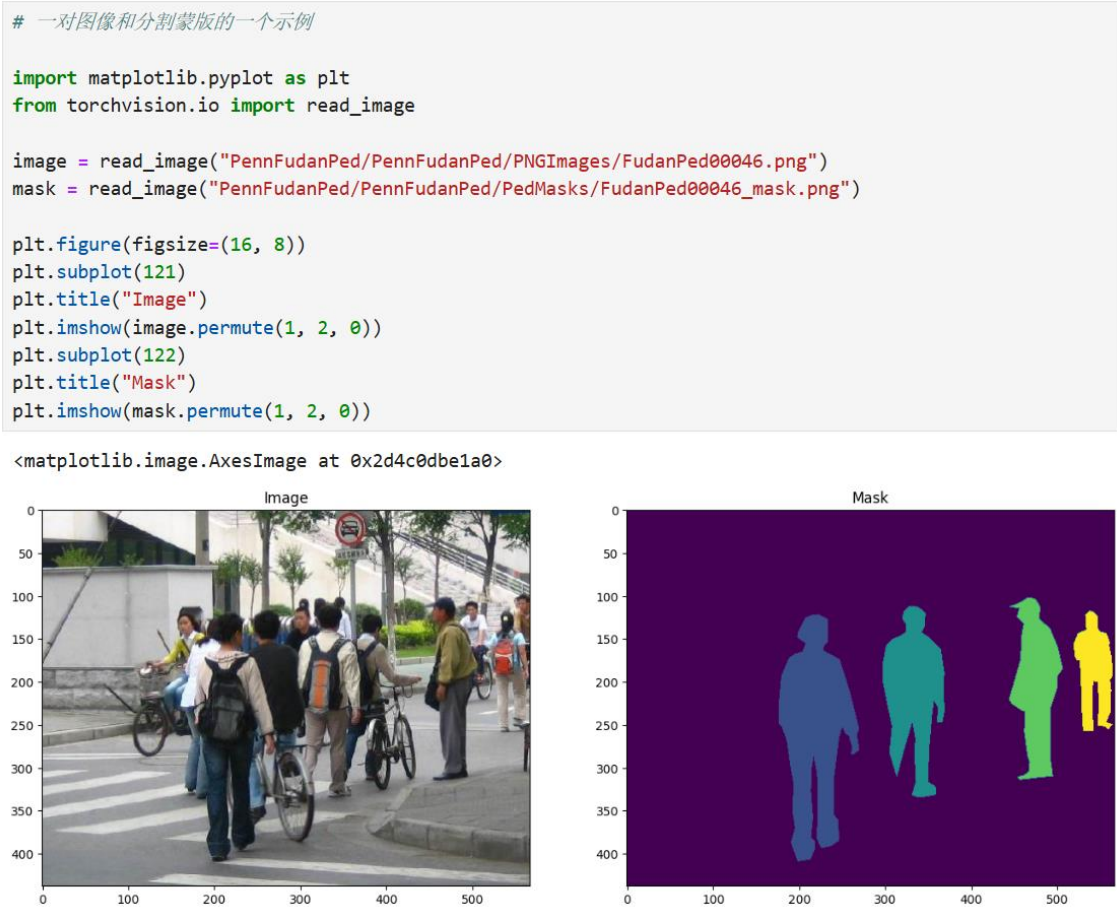 # 一对图像和分割蒙版的一个示例
import matplotlib.pyplot as plt
from torchvision.io import read_image
image = read_image("PennFudanPed/PennFudanPed/PNGImages/FudanPed00046.png")
mask = read_image("PennFudanPed/PennFudanPed/PedMasks/FudanPed00046_mask.png")
plt.figure(figsize=(16, 8))
plt.subplot(121)
plt.title("Image")
plt.imshow(image.permute(1, 2, 0))
plt.subplot(122)
plt.title("Mask")
plt.imshow(mask.permute(1, 2, 0))
<matplotlib.image.AxesImage at 0x2d4c0dbe1a0>
Image
0
50
100
150
200
250
300
350
400
0 100 200 300 400 500
Mask
0
50
100
150
200
250
300
350
400
0 100 200 300 400 500